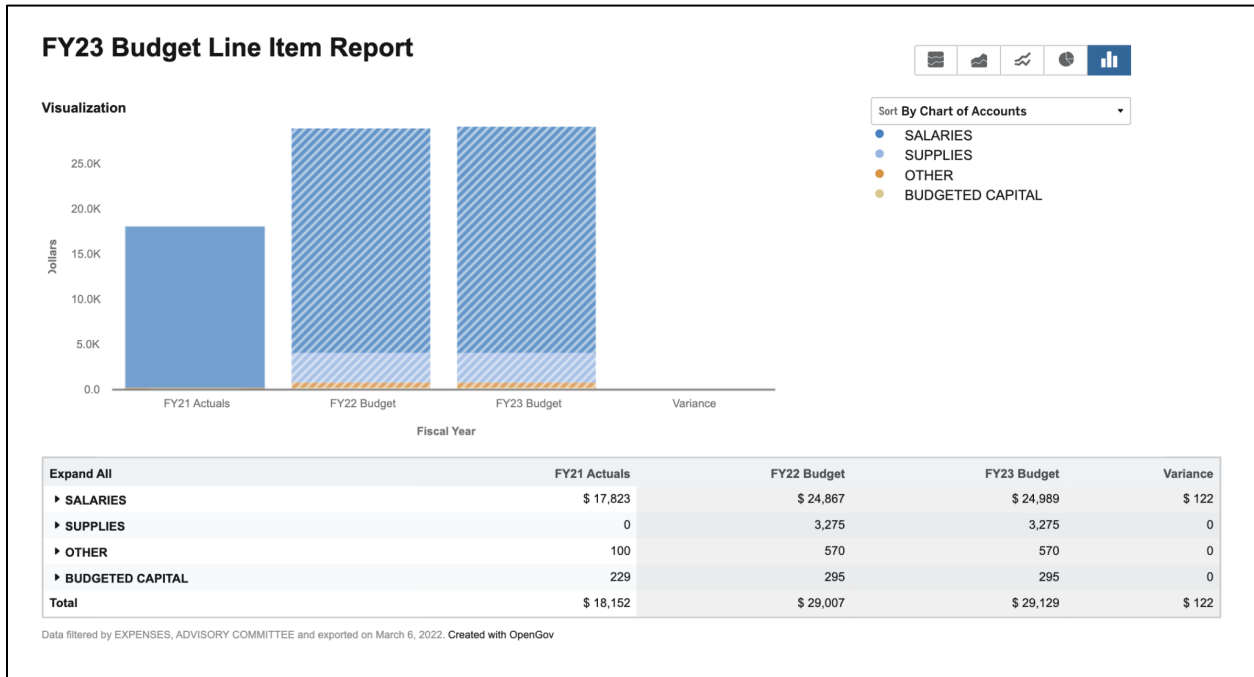 FY23 Budget Line Item Report
Visualization
Sort By Chart of Accounts
SALARIES
SUPPLIES
OTHER
BUDGETED CAPITAL
25.0K
20.0K
15.0K
10.0K
5.0K
0.0
Dollars
FY21 Actuals FY22 Budget FY23 Budget Variance
Fiscal Year
Expand All FY21 Actuals FY22 Budget FY23 Budget Variance
SALARIES $ 17,823 $ 24,867 $ 24,989 $ 122
SUPPLIES 0 3,275 3,275 0
OTHER 100 570 570 0
BUDGETED CAPITAL 229 295 295 0
Total $ 18,152 $ 29,007 $ 29,129 $ 122
Data filtered by EXPENSES, ADVISORY COMMITTEE and exported on March 6, 2022. Created with OpenGov